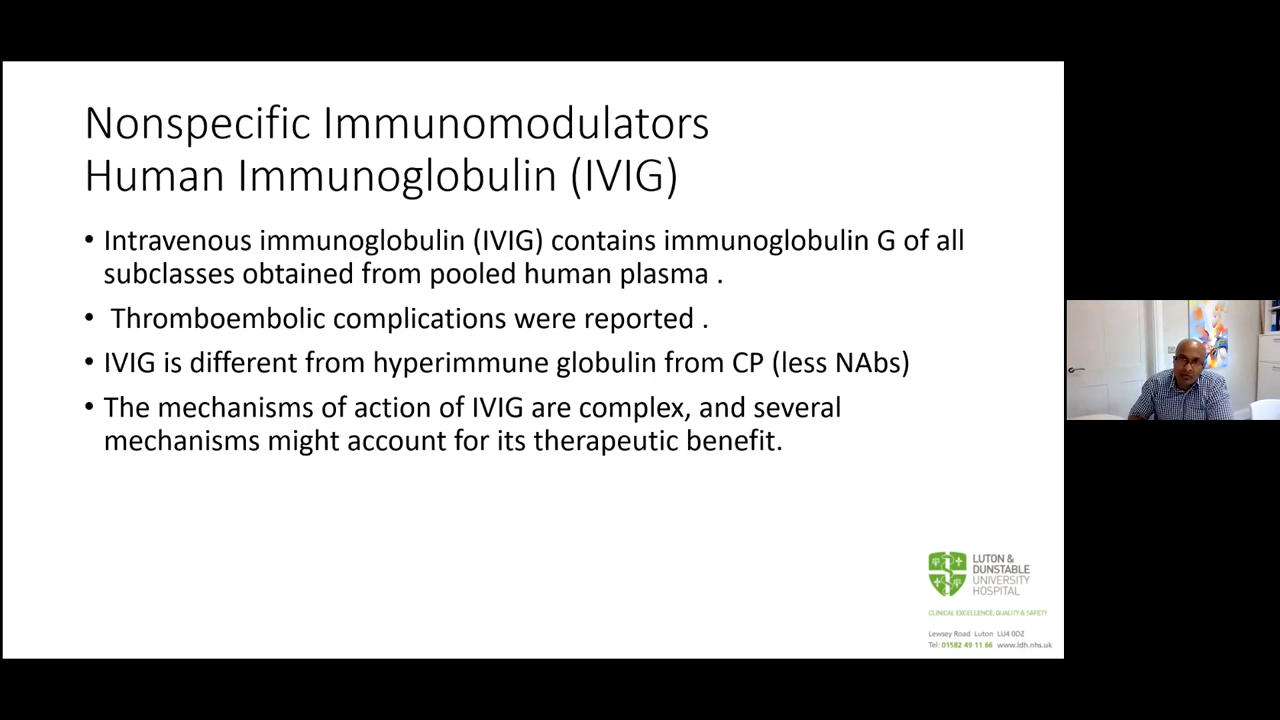 Nonspecific Immunomodulators
Human Immunoglobulin (IVIG)
• Intravenous immunoglobulin (IVIG) contains immunoglobulin G of all
subclasses obtained from pooled human plasma .
• Thromboembolic complications were reported .
• IVIG is different from hyperimmune globulin from CP (less NAbs)
• The mechanisms of action of IVIG are complex, and several
mechanisms might account for its therapeutic benefit.
LUTON &
DUNSTABLE
UNIVERSITY
HOSPITAL
CLINICAL EXCELLENCE, QUALITY & SAFETY
Lewsey Road Luton LU4 0DZ
Tel: 01582 49 11 66 www.ldh.nhs.uk